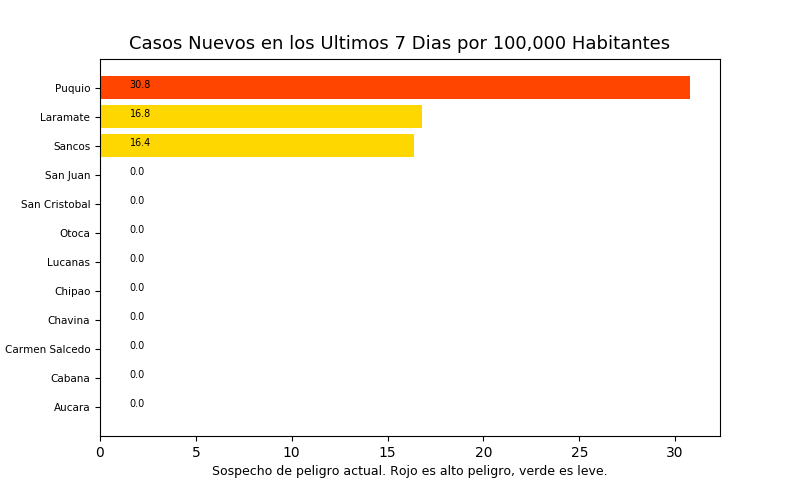 Casos Nuevos en los Ultimos 7 Dias por 100,000 Habitantes
Puquio 30.8
Laramate 16.8
Sancos 16.4
San Juan 0.0
San Cristobal 0.0
Otoca 0.0
Lucanas 0.0
Chipao 0.0
Chavina 0.0
Carmen Salcedo 0.0
Cabana 0.0
Aucara 0.0
0 5 10 15 20 25 30
Sospecho de peligro actual. Rojo es alto peligro, verde es leve.